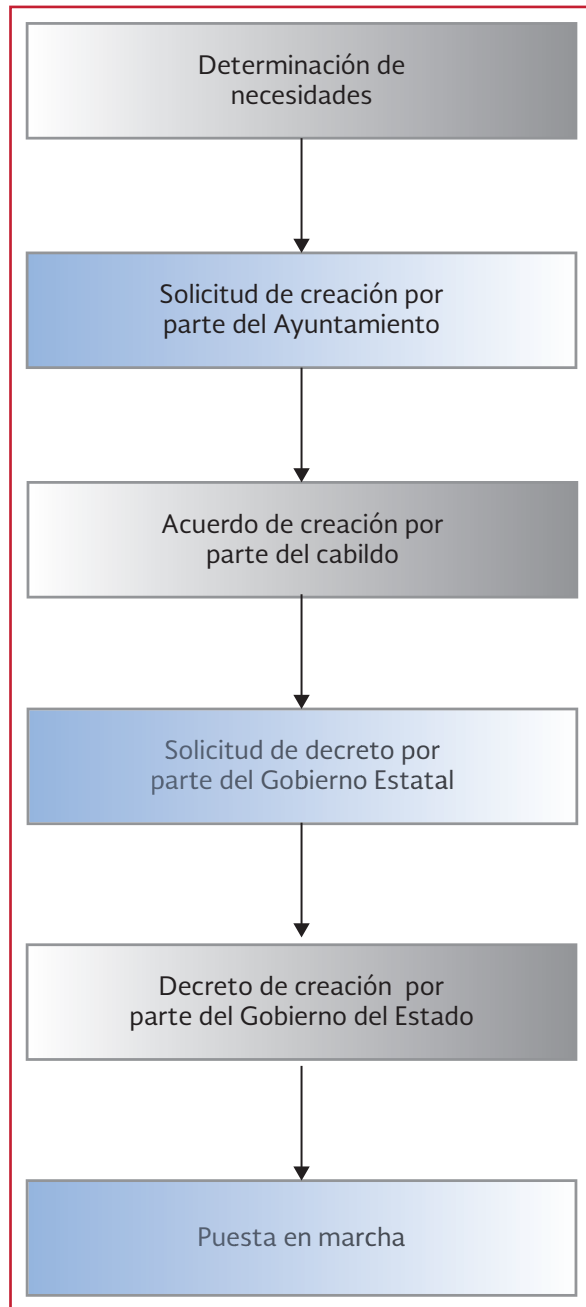 Determinación de
necesidades
Solicitud de creación por
parte del Ayuntamiento
Acuerdo de creación por
parte del cabildo
Solicitud de decreto por
parte del Gobierno Estatal
Decreto de creación  por
parte del Gobierno del Estado
Puesta en marcha